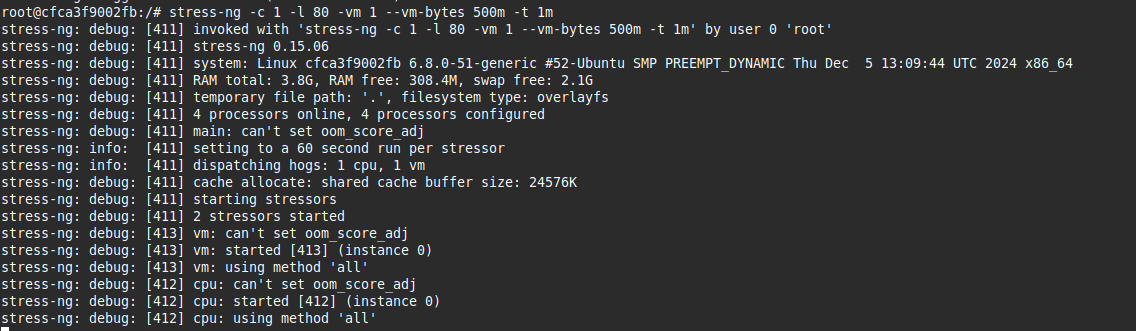 root@cfca3f9002fb:/# stress-ng -c 1 -l 80 -vm 1 --vm-bytes 500m -t 1m
stress-ng: debug: [411] invoked with 'stress-ng -c 1 -l 80 -vm 1 --vm-bytes 500m -t 1m' by user 0 'root'
stress-ng: debug: [411] stress-ng 0.15.06
stress-ng: debug: [411] system: Linux cfca3f9002fb 6.8.0-51-generic #52-Ubuntu SMP PREEMPT_DYNAMIC Thu Dec  5 13:09:44 UTC 2024 x86_64
stress-ng: debug: [411] RAM total: 3.8G, RAM free: 308.4M, swap free: 2.1G
stress-ng: debug: [411] temporary file path: '.', filesystem type: overlayfs
stress-ng: debug: [411] 4 processors online, 4 processors configured
stress-ng: debug: [411] main: can't set oom_score_adj
stress-ng: info:  [411] setting to a 60 second run per stressor
stress-ng: info:  [411] dispatching hogs: 1 cpu, 1 vm
stress-ng: debug: [411] cache allocate: shared cache buffer size: 24576K
stress-ng: debug: [411] starting stressors
stress-ng: debug: [411] 2 stressors started
stress-ng: debug: [413] vm: can't set oom_score_adj
stress-ng: debug: [413] vm: started [413] (instance 0)
stress-ng: debug: [413] vm: using method 'all'
stress-ng: debug: [412] cpu: can't set oom_score_adj
stress-ng: debug: [412] cpu: started [412] (instance 0)
stress-ng: debug: [412] cpu: using method 'all'